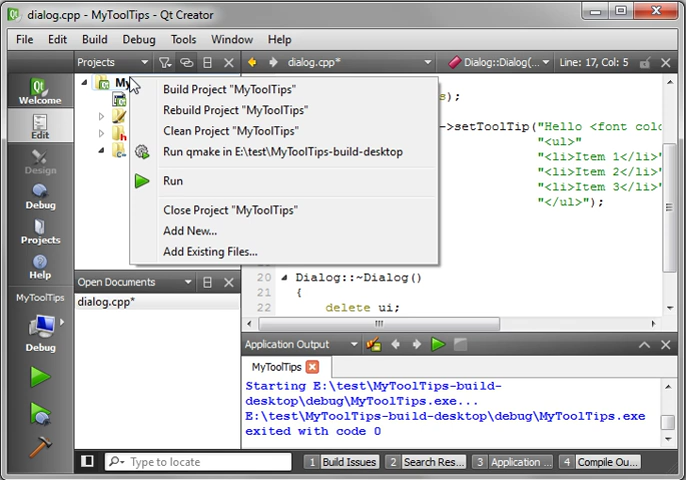 dialog.cpp - MyToolTips - Qt Creator
File Edit Build Debug Tools Window Help
Projects
dialog.cpp*
Dialog::~Dialog(...
Line: 17, Col: 5
Welcome
Edit
Design
Debug
Projects
Help
MyToolTips
Debug
My
Build Project "MyToolTips"
Rebuild Project "MyToolTips"
Clean Project "MyToolTips"
Run qmake in E:\test\MyToolTips-build-desktop
Run
Close Project "MyToolTips"
Add New...
Add Existing Files...
);
->setToolTip("Hello <font colo
"<ul>"
"<li>Item 1</li>
"<li>Item 2</li>
"<li>Item 3</li>
"</ul>");
20 Dialog::~Dialog()
21 {
22 delete ui;
Open Documents
dialog.cpp*
Application Output
MyToolTips
Starting E:\test\MyToolTips-build-
desktop\debug\MyToolTips.exe...
E:\test\MyToolTips-build-desktop\debug\MyToolTips.exe
exited with code 0
Type to locate
1 Build Issues
2 Search Res...
3 Application ...
4 Compile Ou...